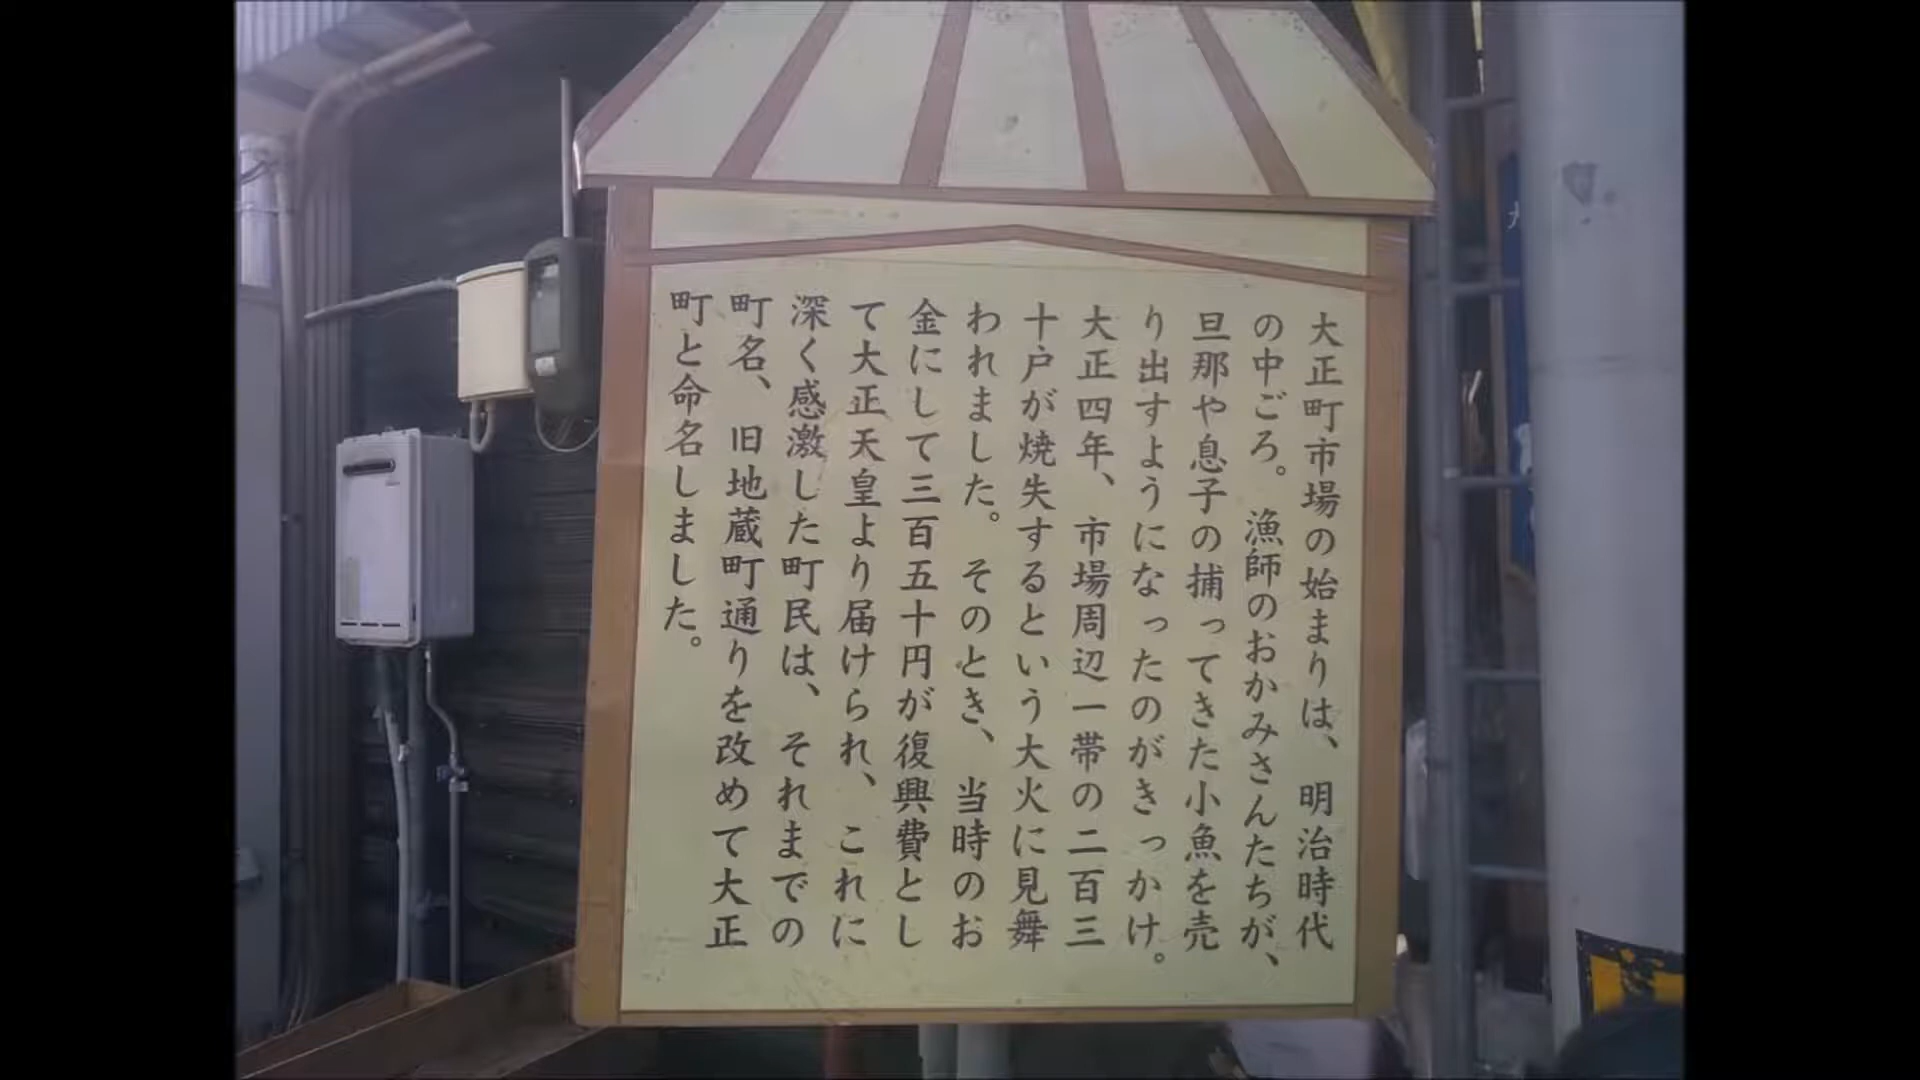 大正町市場の始まりは、明治時代
の中ごろ。漁師のおかみさんたちが、
旦那や息子の捕ってきた小魚を売
り出すようになったのがきっかけ。
大正四年、市場周辺一帯の二百三
十戸が焼失するという大火に見舞
われました。そのとき、当時のお
金にして三百五十円が復興費とし
て大正天皇より届けられ、これに
深く感激した町民は、それまでの
町名、旧地蔵町通りを改めて大正
町と命名しました。